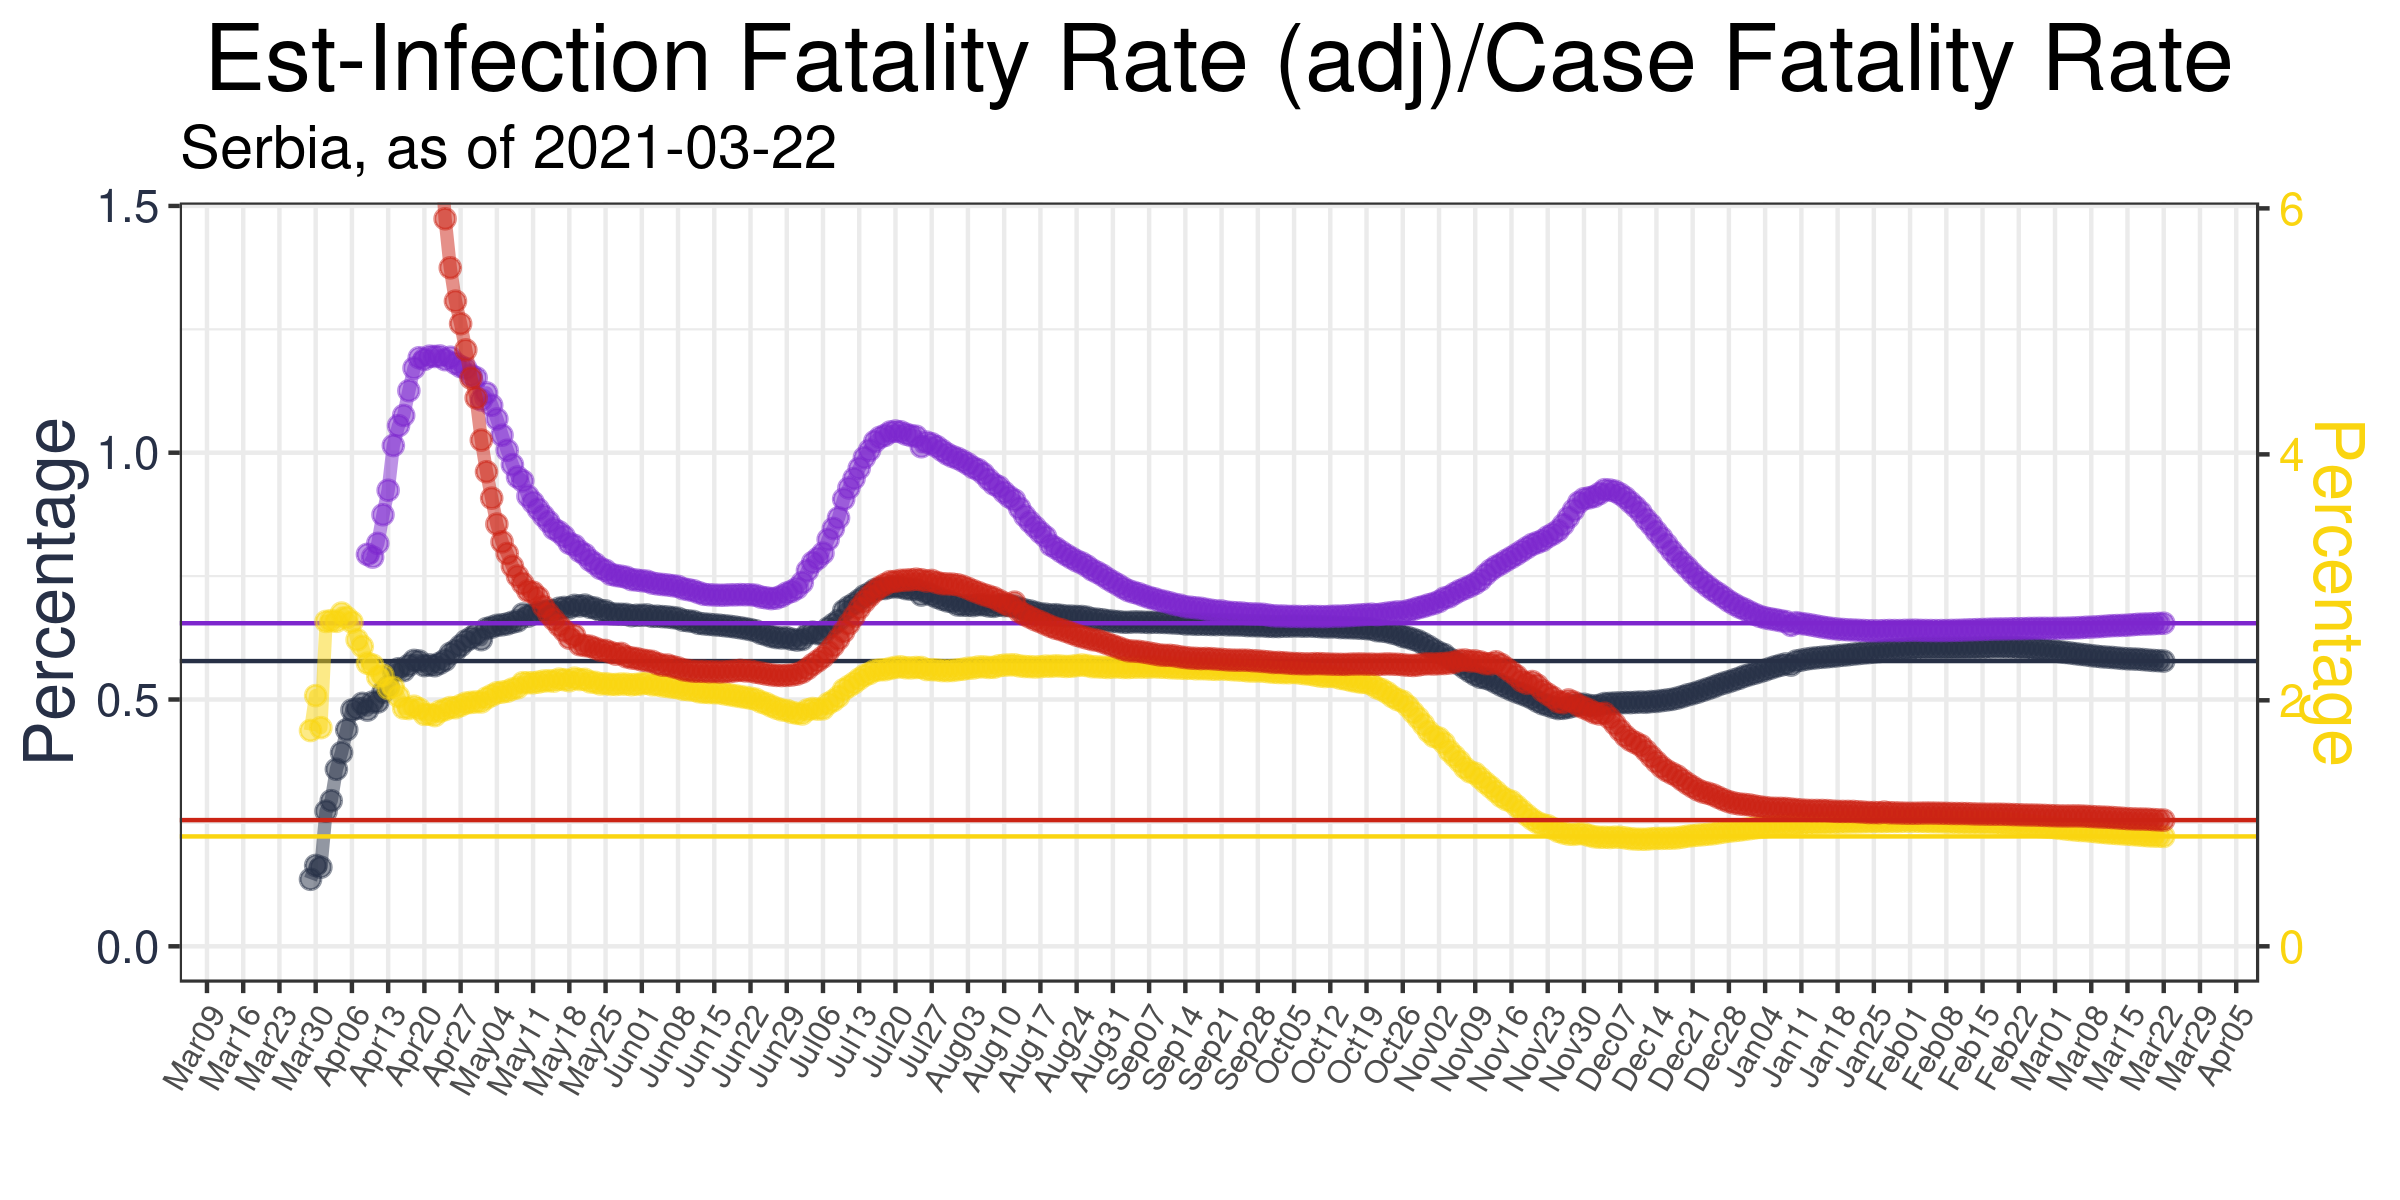 Est-Infection Fatality Rate (adj)/Case Fatality Rate
Serbia, as of 2021-03-22
Percentage
1.5
1.0
0.5
0.0
6
4
2
0
Percentage
Mar09 Mar16 Mar23 Mar30 Apr06 Apr13 Apr20 Apr27 May04 May11 May18 May25 Jun01 Jun08 Jun15 Jun22 Jun29 Jul06 Jul13 Jul20 Jul27 Aug03 Aug10 Aug17 Aug24 Aug31 Sep07 Sep14 Sep21 Sep28 Oct05 Oct12 Oct19 Oct26 Nov02 Nov09 Nov16 Nov23 Nov30 Dec07 Dec14 Dec21 Dec28 Jan04 Jan11 Jan18 Jan25 Feb01 Feb08 Feb15 Feb22 Mar01 Mar08 Mar15 Mar22 Mar29 Apr05